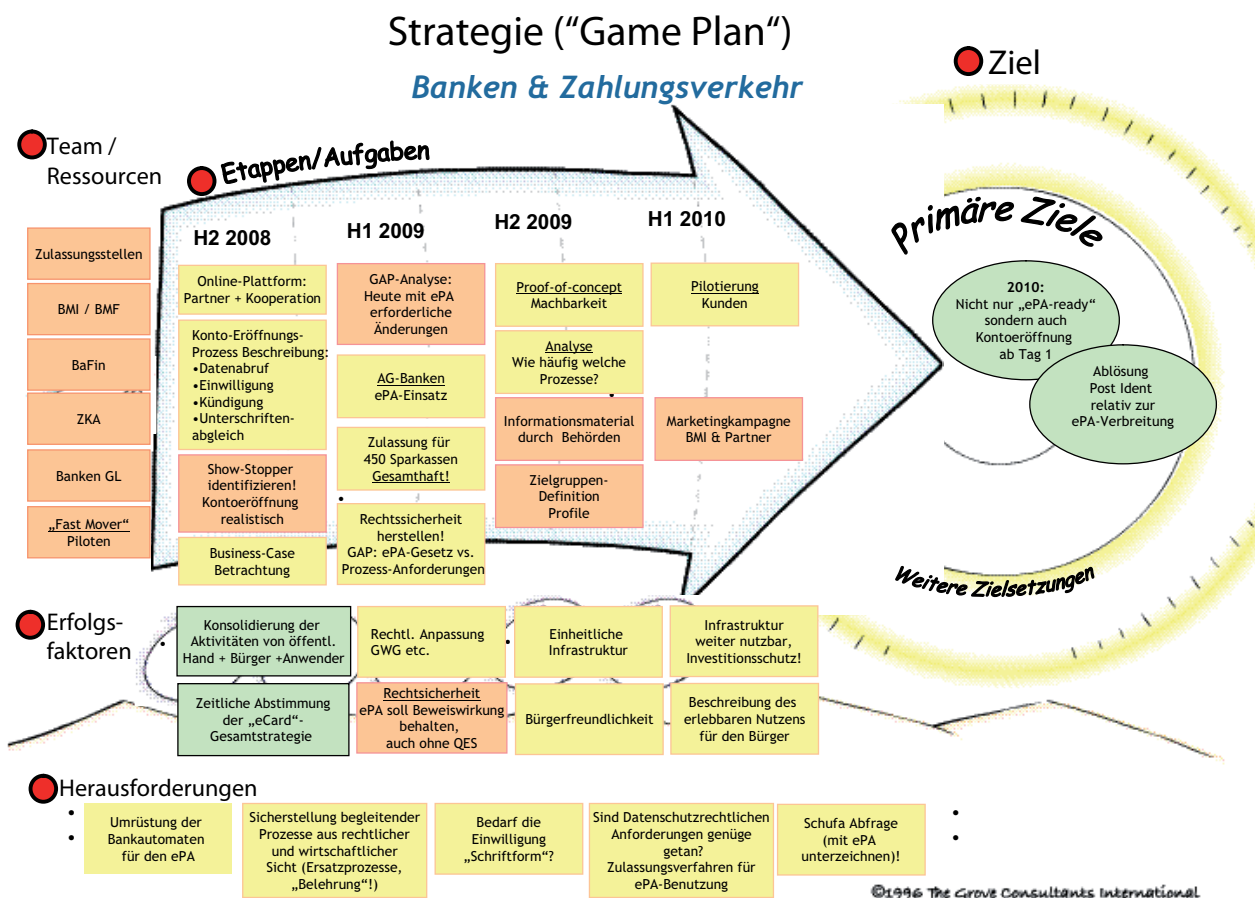 Strategie ("Game Plan“)
Banken & Zahlungsverkehr
Ziel
Team /
Ressourcen
Zulassungsstellen
BMI / BMF
BaFin
ZKA
Banken GL
„Fast Mover“
Piloten
Etappen/Aufgaben
H2 2008
Online-Plattform:
Partner + Kooperation
Konto-Eröffnungs-
Prozess Beschreibung:
•Datenabruf
•Einwilligung
•Kündigung
•Unterschriften-
abgleich
Show-Stopper
identifizieren!
Kontoeröffnung
realistisch
Business-Case
Betrachtung
H1 2009
GAP-Analyse:
Heute mit ePA
erforderliche
Änderungen
AG-Banken
ePA-Einsatz
Zulassung für
450 Sparkassen
Gesamthaft!
Rechtssicherheit
herstellen!
GAP: ePA-Gesetz vs.
Prozess-Anforderungen
H2 2009
Proof-of-concept
Machbarkeit
Analyse
Wie häufig welche
Prozesse?
Informationsmaterial
durch Behörden
Zielgruppen-
Definition
Profile
H1 2010
Pilotierung
Kunden
Marketingkampagne
BMI & Partner
Primäre Ziele
2010:
Nicht nur „ePA-ready“
sondern auch
Kontoeröffnung
ab Tag 1
Ablösung
Post Ident
relativ zur
ePA-Verbreitung
Weitere Zielsetzungen
Erfolgs-
faktoren
Konsolidierung der
Aktivitäten von öffentl.
Hand + Bürger +Anwender
Rechtl. Anpassung
GWG etc.
Einheitliche
Infrastruktur
Infrastruktur
weiter nutzbar,
Investitionsschutz!
Zeitliche Abstimmung
der „eCard“-
Gesamtstrategie
Rechtsicherheit
ePA soll Beweiswirkung
behalten,
auch ohne QES
Bürgerfreundlichkeit
Beschreibung des
erlebbaren Nutzens
für den Bürger
Herausforderungen
Umrüstung der
Bankautomaten
für den ePA
Sicherstellung begleitender
Prozesse aus rechtlicher
und wirtschaftlicher
Sicht (Ersatzprozesse,
„Belehrung“!)
Bedarf die
Einwilligung
„Schriftform“?
Sind Datenschutzrechtlichen
Anforderungen genüge
getan?
Zulassungsverfahren für
ePA-Benutzung
Schufa Abfrage
(mit ePA
unterzeichnen)!
©1996 The Grove Consultants International